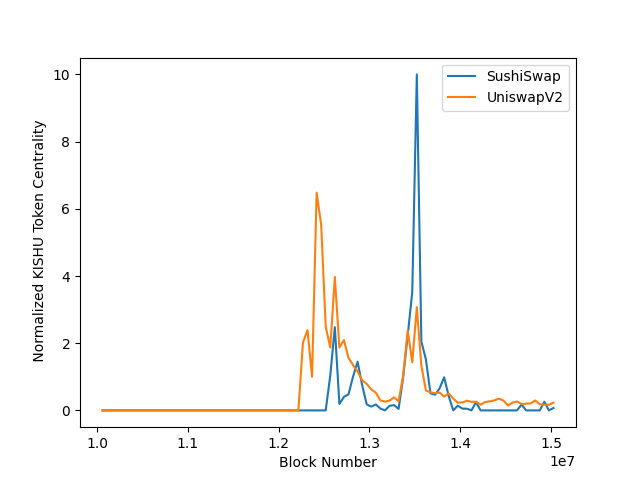 SushiSwap
UniswapV2
Normalized KISHU Token Centrality
10
8
6
4
2
0
1.0 1.1 1.2 1.3 1.4 1.5
1e7
Block Number